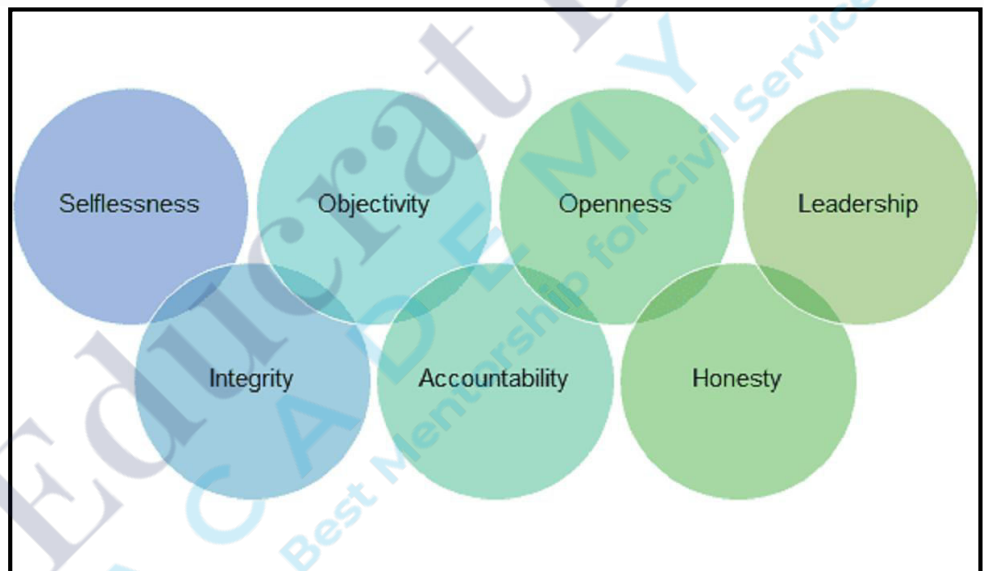 Selflessness
Objectivity
Openness
Leadership
Integrity
Accountability
Honesty
Educrat
ACADEMY
Best Mentorship for Civil Service